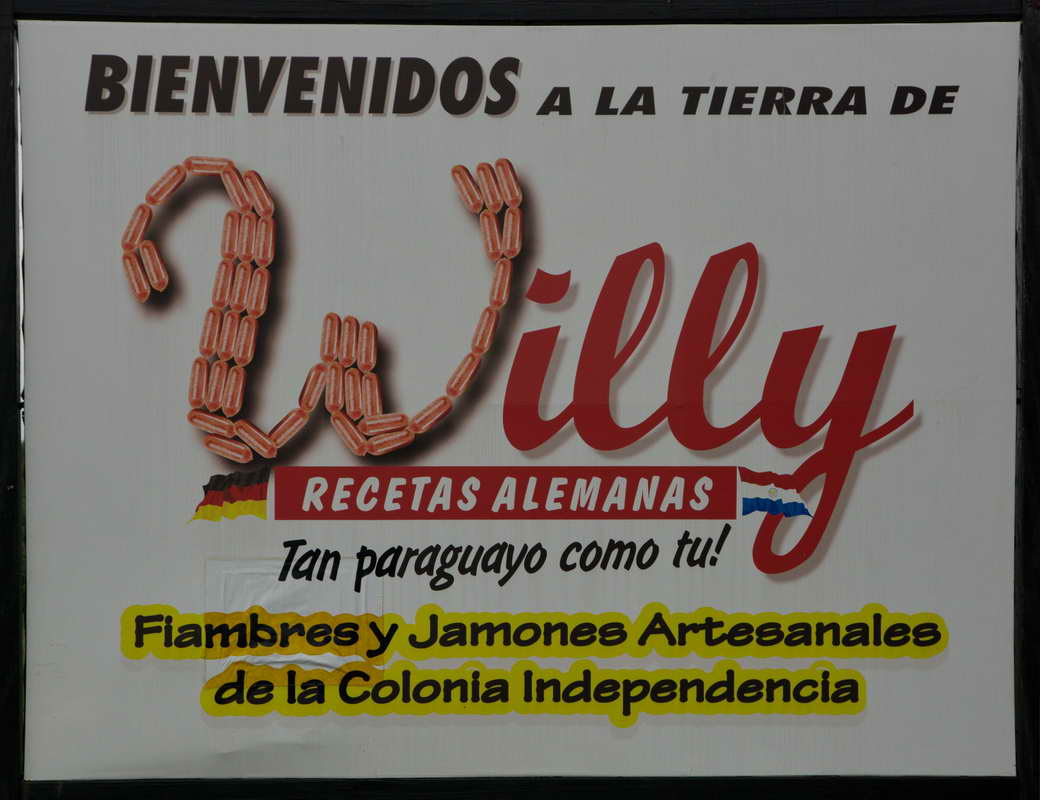 BIENVENIDOS A LA TIERRA DE
Willy
RECETAS ALEMANAS
Tan paraguayo como tu!
Fiambres y Jamones Artesanales
de la Colonia Independencia